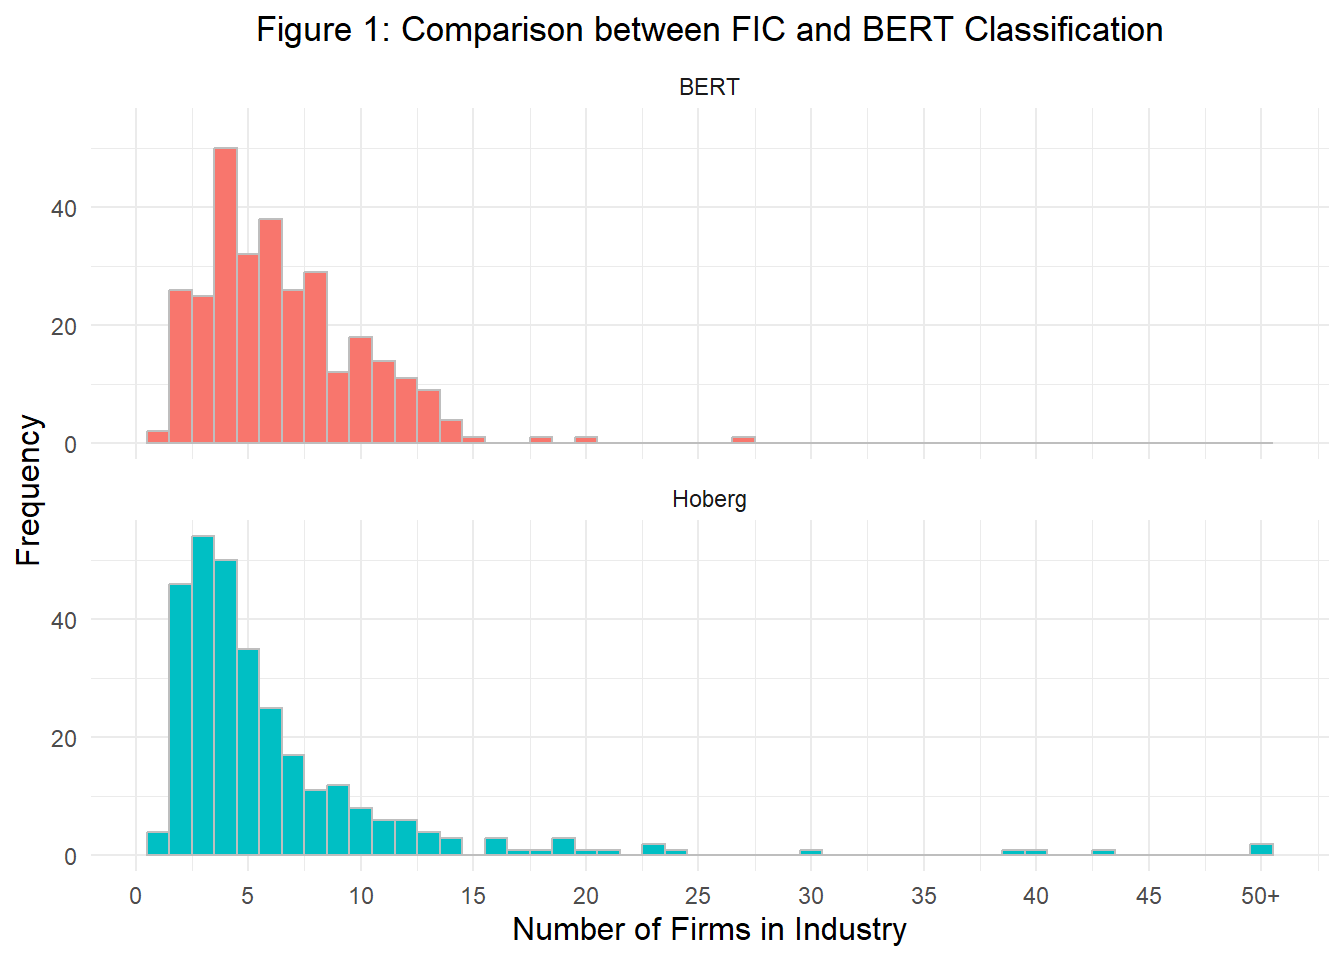 Figure 1: Comparison between FIC and BERT Classification
BERT
40
20
0
Frequency
Hoberg
40
20
0
0 5 10 15 20 25 30 35 40 45 50+
Number of Firms in Industry